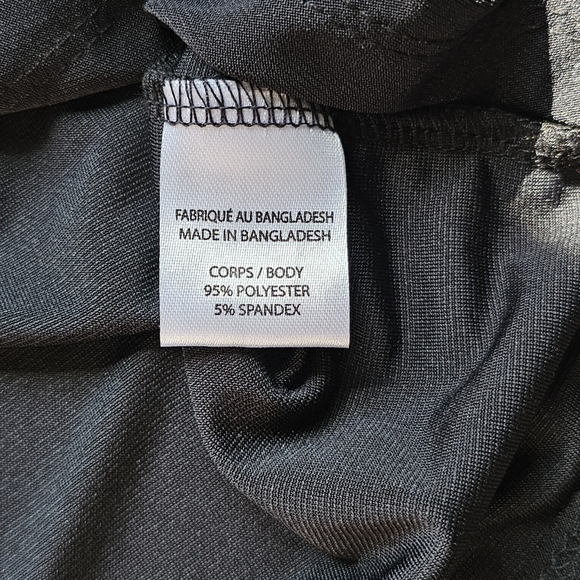 FABRIQUÉ AU BANGLADESH
MADE IN BANGLADESH
CORPS / BODY
95% POLYESTER
5% SPANDEX